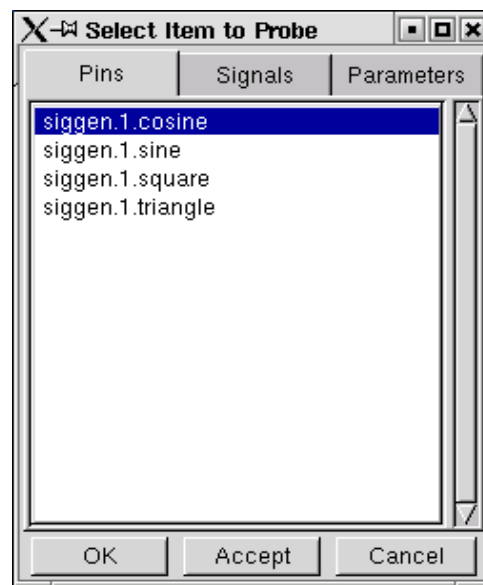 Select Item to Probe
Pins Signals Parameters
siggen.1.cosine
siggen.1.sine
siggen.1.square
siggen.1.triangle
OK Accept Cancel